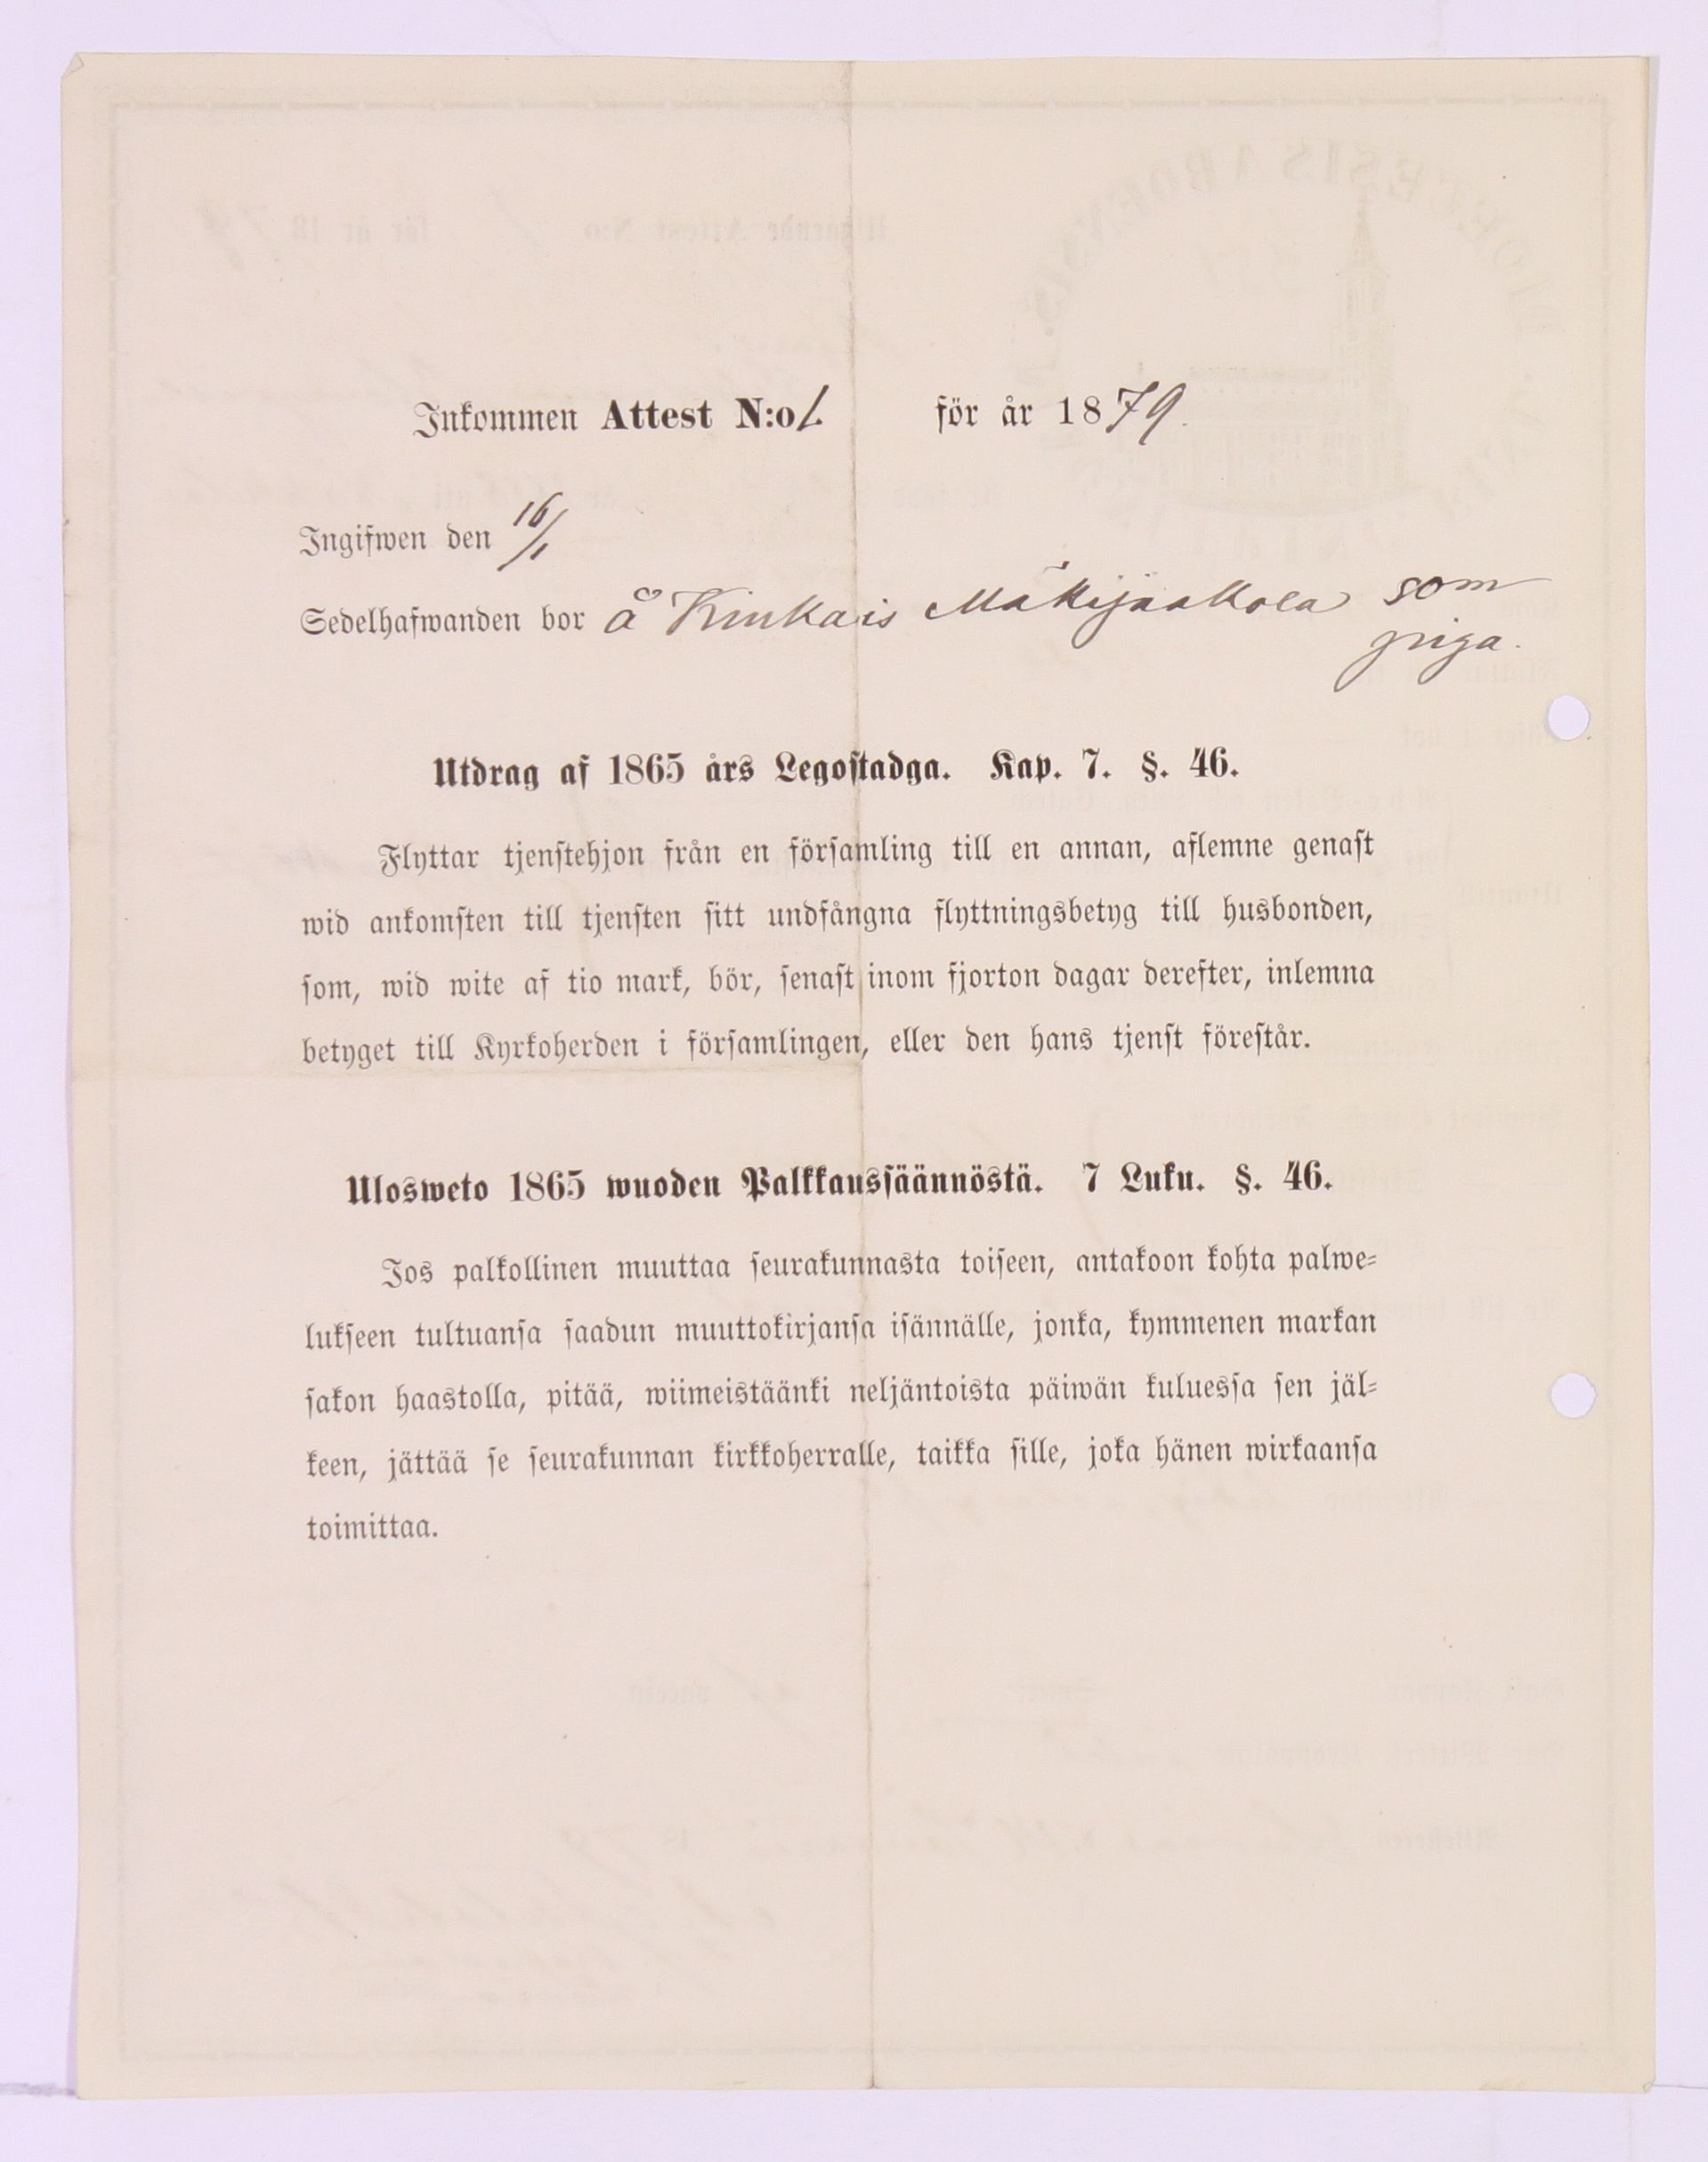 Inkommen Attest N:o 1. för år 1879.
Ingifwen den 16/1
Sedelhafwanden bor å Kinkais Mäkijaakola som
piga.
Utdrag af 1865 års Legostadga. Kap. 7. §. 46.
Flyttar tjenstehjon från en församling till en annan, aflemne genast
wid ankomsten till tjensten sitt undfångna flyttningsbetyg till husbonden,
som, wid wite af tio mark, bör, senast inom fjorton dagar derefter, inlemna
betyget till Kyrkoherden i församlingen, eller den hans tjenst förestår.
Ulosweto 1865 wuoden Palkkaussäännöstä. 7 Luku. §. 46.
Jos palkollinen muuttaa seurakunnasta toiseen, antakoon kohta palwe-
lukseen tultuansa saadun muuttokirjansa isännälle, jonka, kymmenen markan
sakon haastolla, pitää, wiimeistäänki neljäntoista päiwän kuluessa sen jäl-
keen, jättää se seurakunnan kirkkoherralle, taikka sille, joka hänen wirkaansa
toimittaa.